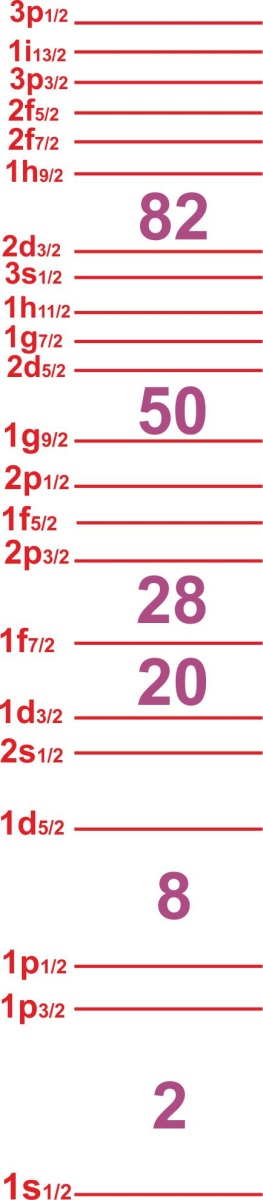 3p1/2
1i13/2
3p3/2
2f5/2
2f7/2
1h9/2
82
2d3/2
3s1/2
1h11/2
1g7/2
2d5/2
50
1g9/2
2p1/2
1f5/2
2p3/2
28
1f7/2
20
1d3/2
2s1/2
1d5/2
8
1p1/2
1p3/2
2
1s1/2